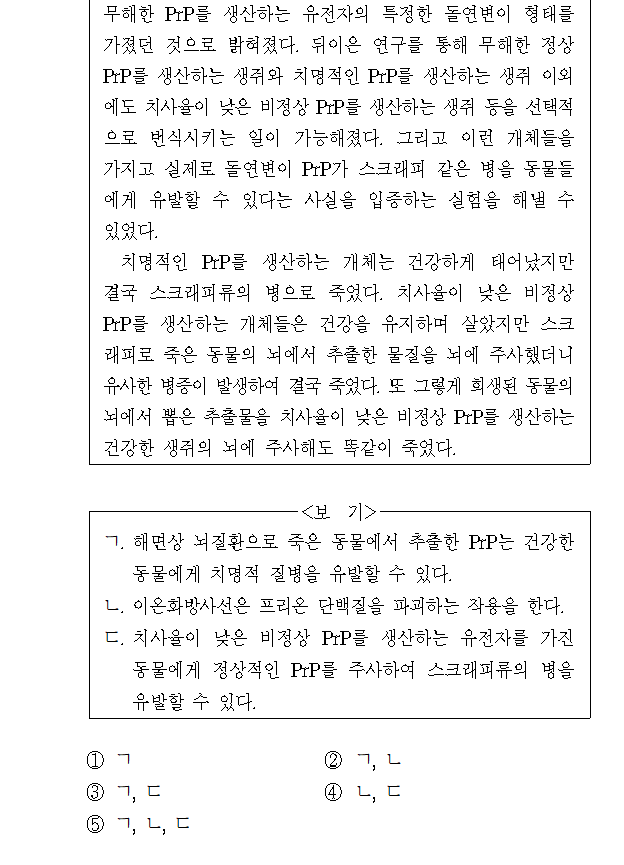 무해한 PrP를 생산하는 유전자의 특정한 돌연변이 형태를
가졌던 것으로 밝혀졌다. 뒤이은 연구를 통해 무해한 정상
PrP를 생산하는 생쥐와 치명적인 PrP를 생산하는 생쥐 이외
에도 치사율이 낮은 비정상 PrP를 생산하는 생쥐 등을 선택적
으로 번식시키는 일이 가능해졌다. 그리고 이런 개체들을
가지고 실제로 돌연변이 PrP가 스크래피 같은 병을 동물들
에게 유발할 수 있다는 사실을 입증하는 실험을 해낼 수
있었다.
치명적인 PrP를 생산하는 개체는 건강하게 태어났지만
결국 스크래피류의 병으로 죽었다. 치사율이 낮은 비정상
PrP를 생산하는 개체들은 건강을 유지하며 살았지만 스크
래피로 죽은 동물의 뇌에서 추출한 물질을 뇌에 주사했더니
유사한 병증이 발생하여 결국 죽었다. 또 그렇게 희생된 동물의
뇌에서 뽑은 추출물을 치사율이 낮은 비정상 PrP를 생산하는
건강한 생쥐의 뇌에 주사해도 똑같이 죽었다.
<보 기>
ㄱ. 해면상 뇌질환으로 죽은 동물에서 추출한 PrP는 건강한
동물에게 치명적 질병을 유발할 수 있다.
ㄴ. 이온화방사선은 프리온 단백질을 파괴하는 작용을 한다.
ㄷ. 치사율이 낮은 비정상 PrP를 생산하는 유전자를 가진
동물에게 정상적인 PrP를 주사하여 스크래피류의 병을
유발할 수 있다.
① ㄱ ② ㄱ, ㄴ
③ ㄱ, ㄷ ④ ㄴ, ㄷ
⑤ ㄱ, ㄴ, ㄷ